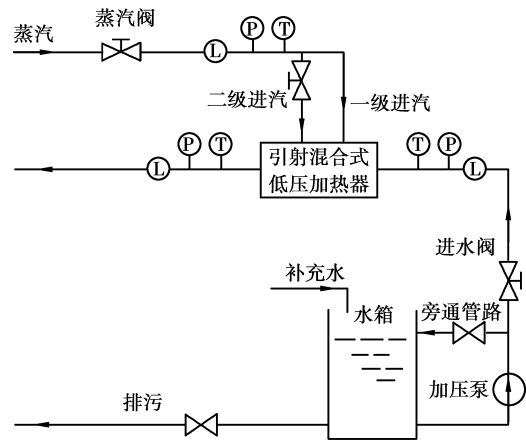 蒸汽阀
蒸汽
P T
L
二级进汽
一级进汽
P T
T P
引射混合式
低压加热器
L
L
进水阀
补充水
水箱
旁通管路
加压泵
排污